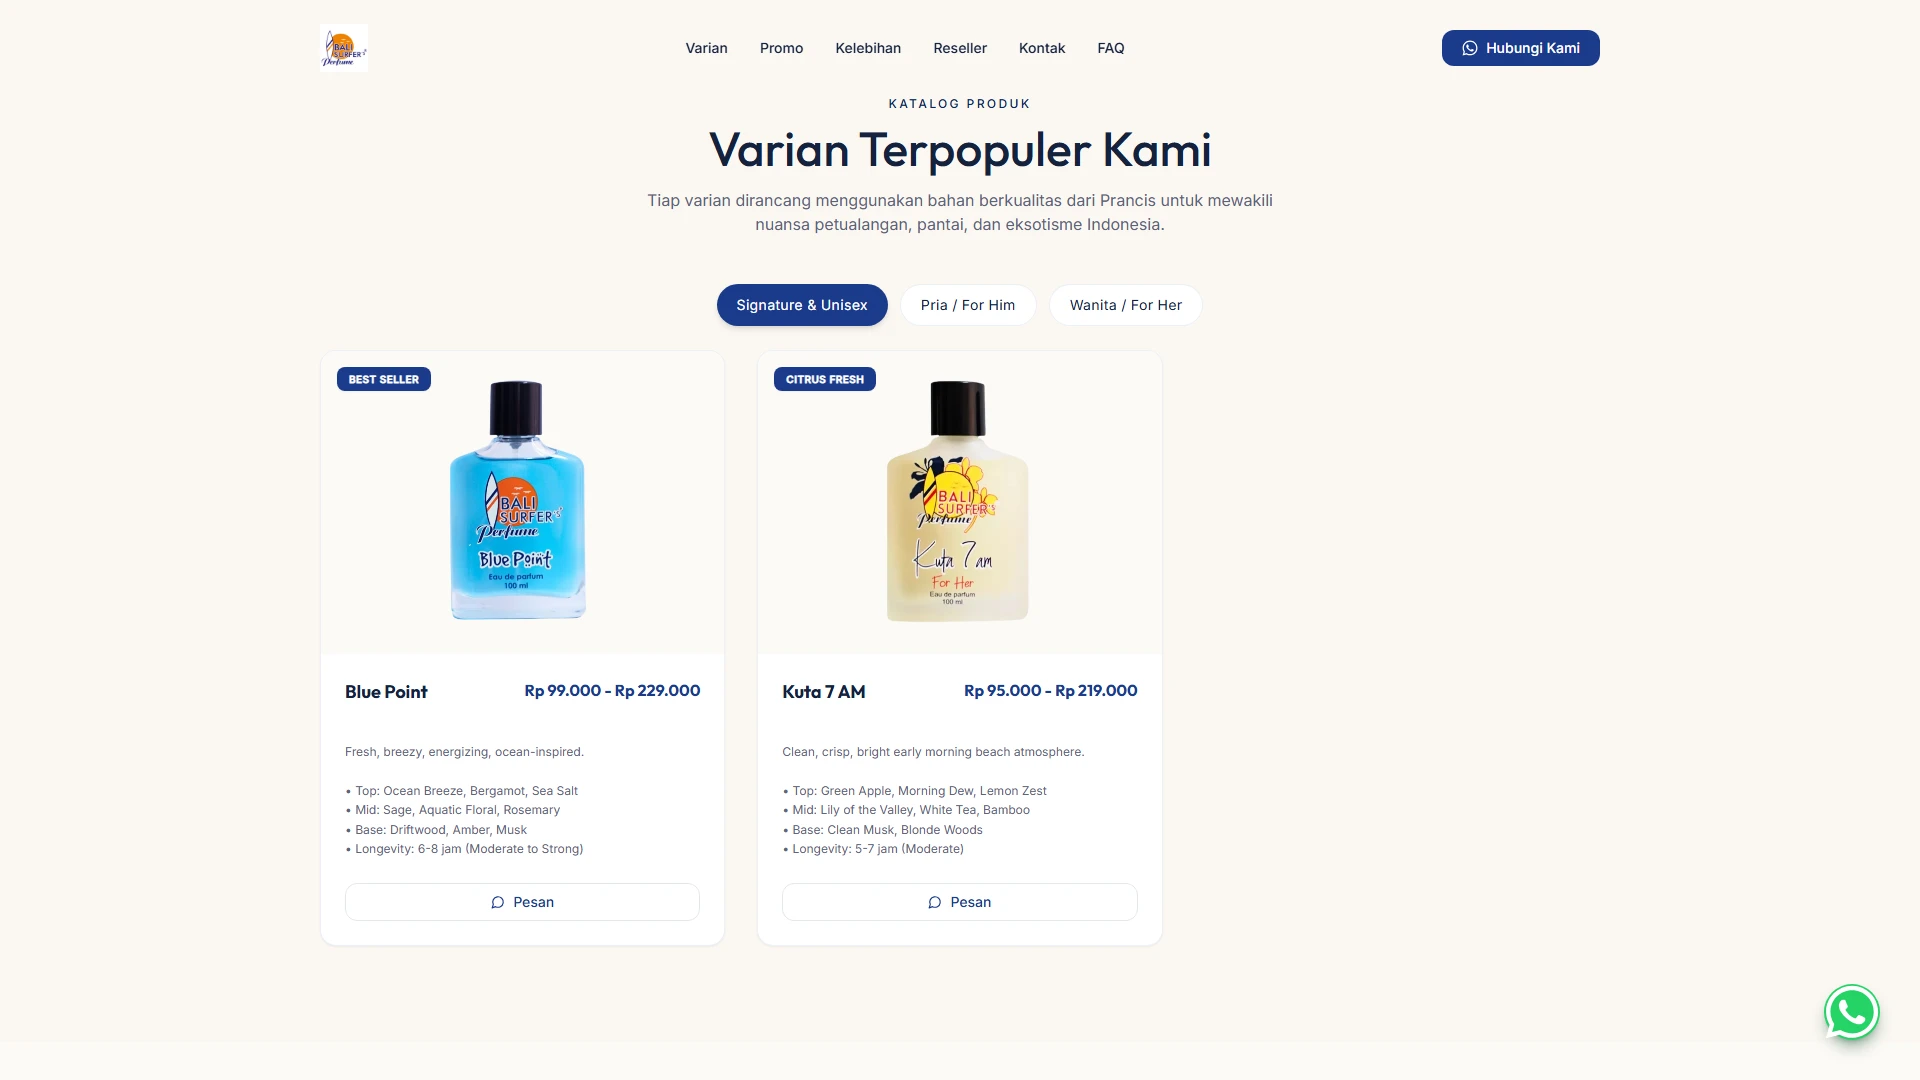 BALI
SURFER'S
Perfume
Varian
Promo
Kelebihan
Reseller
Kontak
FAQ
Hubungi Kami
KATALOG PRODUK
Varian Terpopuler Kami
Tiap varian dirancang menggunakan bahan berkualitas dari Prancis untuk mewakili
nuansa petualangan, pantai, dan eksotisme Indonesia.
Signature & Unisex
Pria / For Him
Wanita / For Her
BEST SELLER
BALI
SURFER'S
Perfume
Blue Point
Eau de parfum
100 ml
Blue Point
Rp 99.000 - Rp 229.000
Fresh, breezy, energizing, ocean-inspired.
• Top: Ocean Breeze, Bergamot, Sea Salt
• Mid: Sage, Aquatic Floral, Rosemary
• Base: Driftwood, Amber, Musk
• Longevity: 6-8 jam (Moderate to Strong)
Pesan
CITRUS FRESH
BALI
SURFER'S
Perfume
Kuta 7 am
For Her
Eau de parfum
100 ml
Kuta 7 AM
Rp 95.000 - Rp 219.000
Clean, crisp, bright early morning beach atmosphere.
• Top: Green Apple, Morning Dew, Lemon Zest
• Mid: Lily of the Valley, White Tea, Bamboo
• Base: Clean Musk, Blonde Woods
• Longevity: 5-7 jam (Moderate)
Pesan